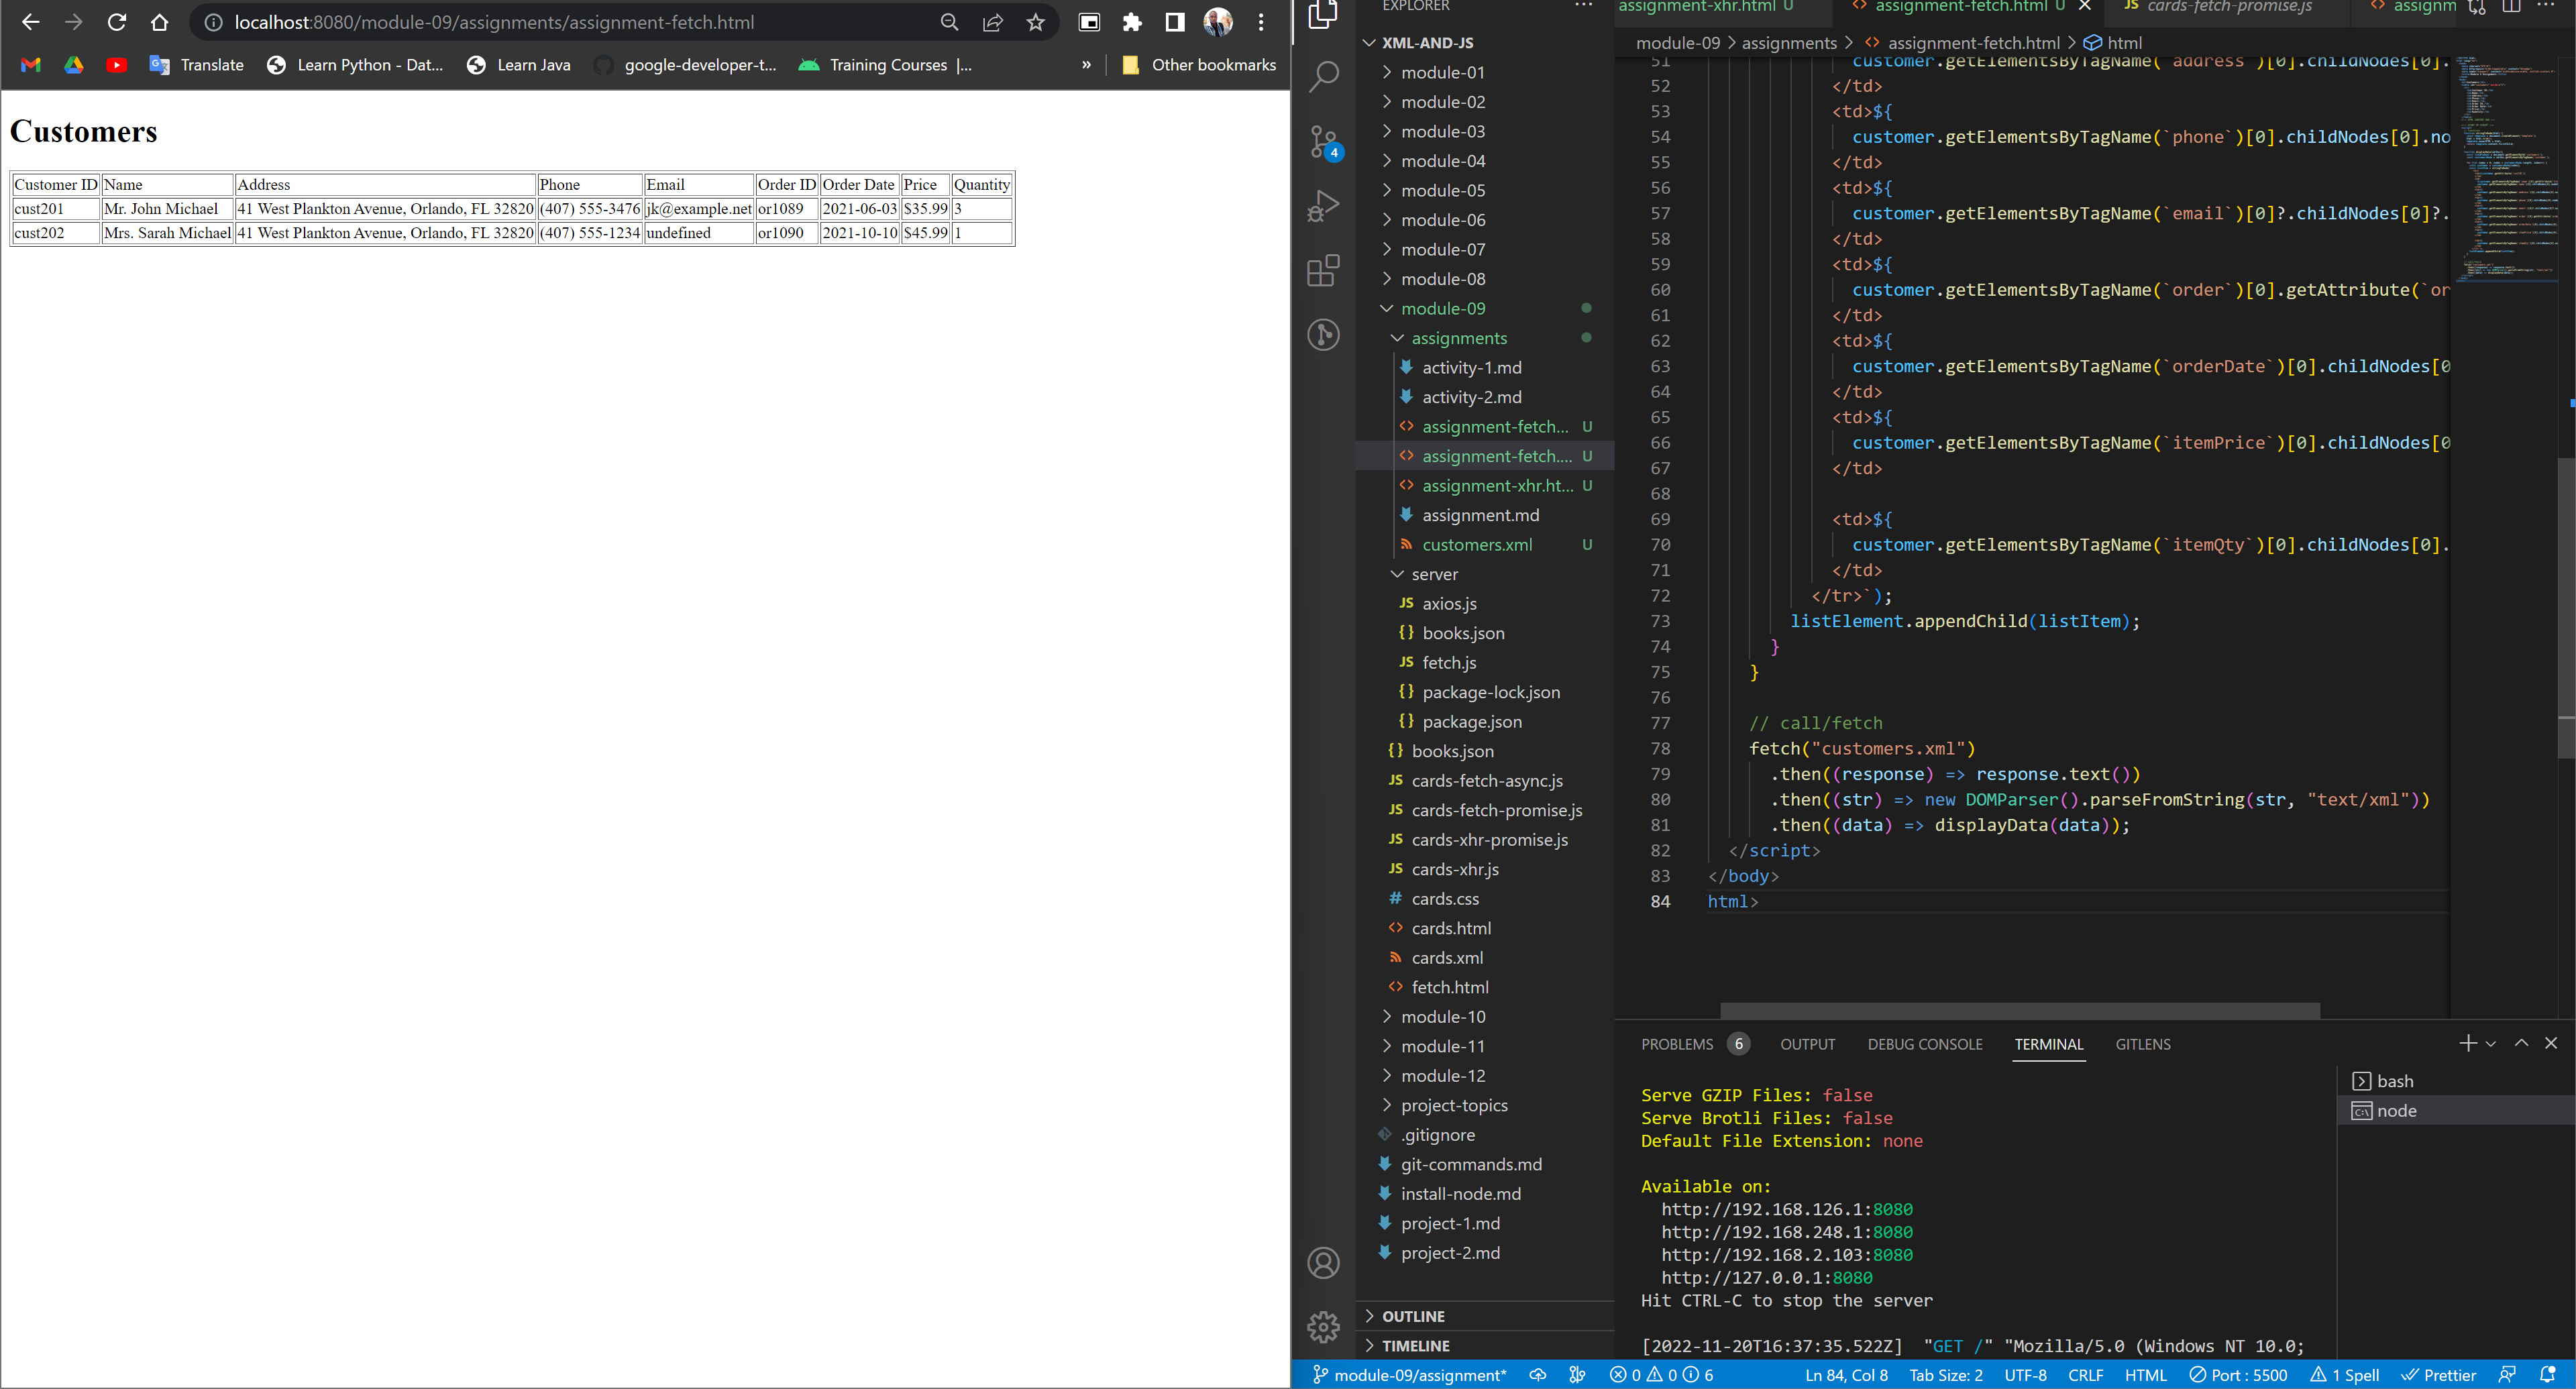 localhost:8080/module-09/assignments/assignment-fetch.html
Translate
Learn Python - Dat...
Learn Java
google-developer-t...
Training Courses |...
»
Other bookmarks
Customers
Customer ID Name Address Phone Email Order ID Order Date Price Quantity
cust201 Mr. John Michael 41 West Plankton Avenue, Orlando, FL 32820 (407) 555-3476 jk@example.net or1089 2021-06-03 $35.99 3
cust202 Mrs. Sarah Michael 41 West Plankton Avenue, Orlando, FL 32820 (407) 555-1234 undefined or1090 2021-10-10 $45.99 1
4
EXPLORER
XML-AND-JS
module-01
module-02
module-03
module-04
module-05
module-06
module-07
module-08
module-09
assignments
activity-1.md
activity-2.md
assignment-fetch... U
assignment-fetch.... U
assignment-xhr.ht... U
assignment.md
customers.xml U
server
JS axios.js
{} books.json
JS fetch.js
{} package-lock.json
{} package.json
{} books.json
JS cards-fetch-async.js
JS cards-fetch-promise.js
JS cards-xhr-promise.js
JS cards-xhr.js
# cards.css
<> cards.html
cards.xml
<> fetch.html
module-10
module-11
module-12
project-topics
.gitignore
git-commands.md
install-node.md
project-1.md
project-2.md
OUTLINE
TIMELINE
assignment-xhr.html U
<> assignment-fetch.html U
JS cards-fetch-promise.js
<> assignm
module-09 > assignments > <> assignment-fetch.html > html
51 customer.getElementsByTagName(`address`)[0].childNodes[0].
52 </td>
53 <td>${
54 customer.getElementsByTagName(`phone`)[0].childNodes[0].no
55 </td>
56 <td>${
57 customer.getElementsByTagName(`email`)[0]?.childNodes[0]?.
58 </td>
59 <td>${
60 customer.getElementsByTagName(`order`)[0].getAttribute(`or
61 </td>
62 <td>${
63 customer.getElementsByTagName(`orderDate`)[0].childNodes[0
64 </td>
65 <td>${
66 customer.getElementsByTagName(`itemPrice`)[0].childNodes[0
67 </td>
68
69 <td>${
70 customer.getElementsByTagName(`itemQty`)[0].childNodes[0].
71 </td>
72 </tr>`);
73 listElement.appendChild(listItem);
74 }
75 }
76
77 // call/fetch
78 fetch("customers.xml")
79 .then((response) => response.text())
80 .then((str) => new DOMParser().parseFromString(str, "text/xml"))
81 .then((data) => displayData(data));
82 </script>
83 </body>
84 html>
PROBLEMS 6 OUTPUT DEBUG CONSOLE TERMINAL GITLENS
Serve GZIP Files: false
Serve Brotli Files: false
Default File Extension: none
Available on:
http://192.168.126.1:8080
http://192.168.248.1:8080
http://192.168.2.103:8080
http://127.0.0.1:8080
Hit CTRL-C to stop the server
[2022-11-20T16:37:35.522Z] "GET /" "Mozilla/5.0 (Windows NT 10.0;
bash
node
module-09/assignment* 0 0 6 Ln 84, Col 8 Tab Size: 2 UTF-8 CRLF HTML Port : 5500 1 Spell Prettier